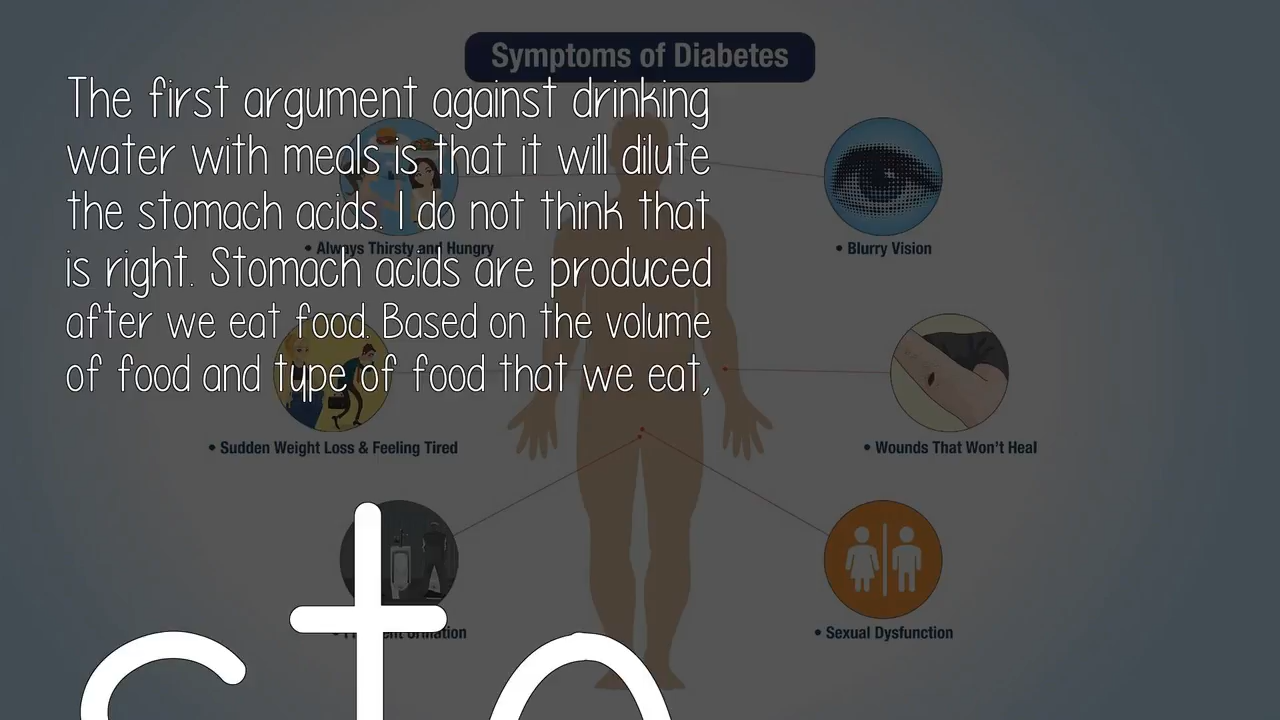 Symptoms of Diabetes
The first argument against drinking
water with meals is that it will dilute
the stomach acids. I do not think that
is right. Stomach acids are produced
after we eat food. Based on the volume
of food and type of food that we eat,
• Always Thirsty and Hungry
• Blurry Vision
• Sudden Weight Loss & Feeling Tired
• Wounds That Won't Heal
Urination
• Sexual Dysfunction
sto